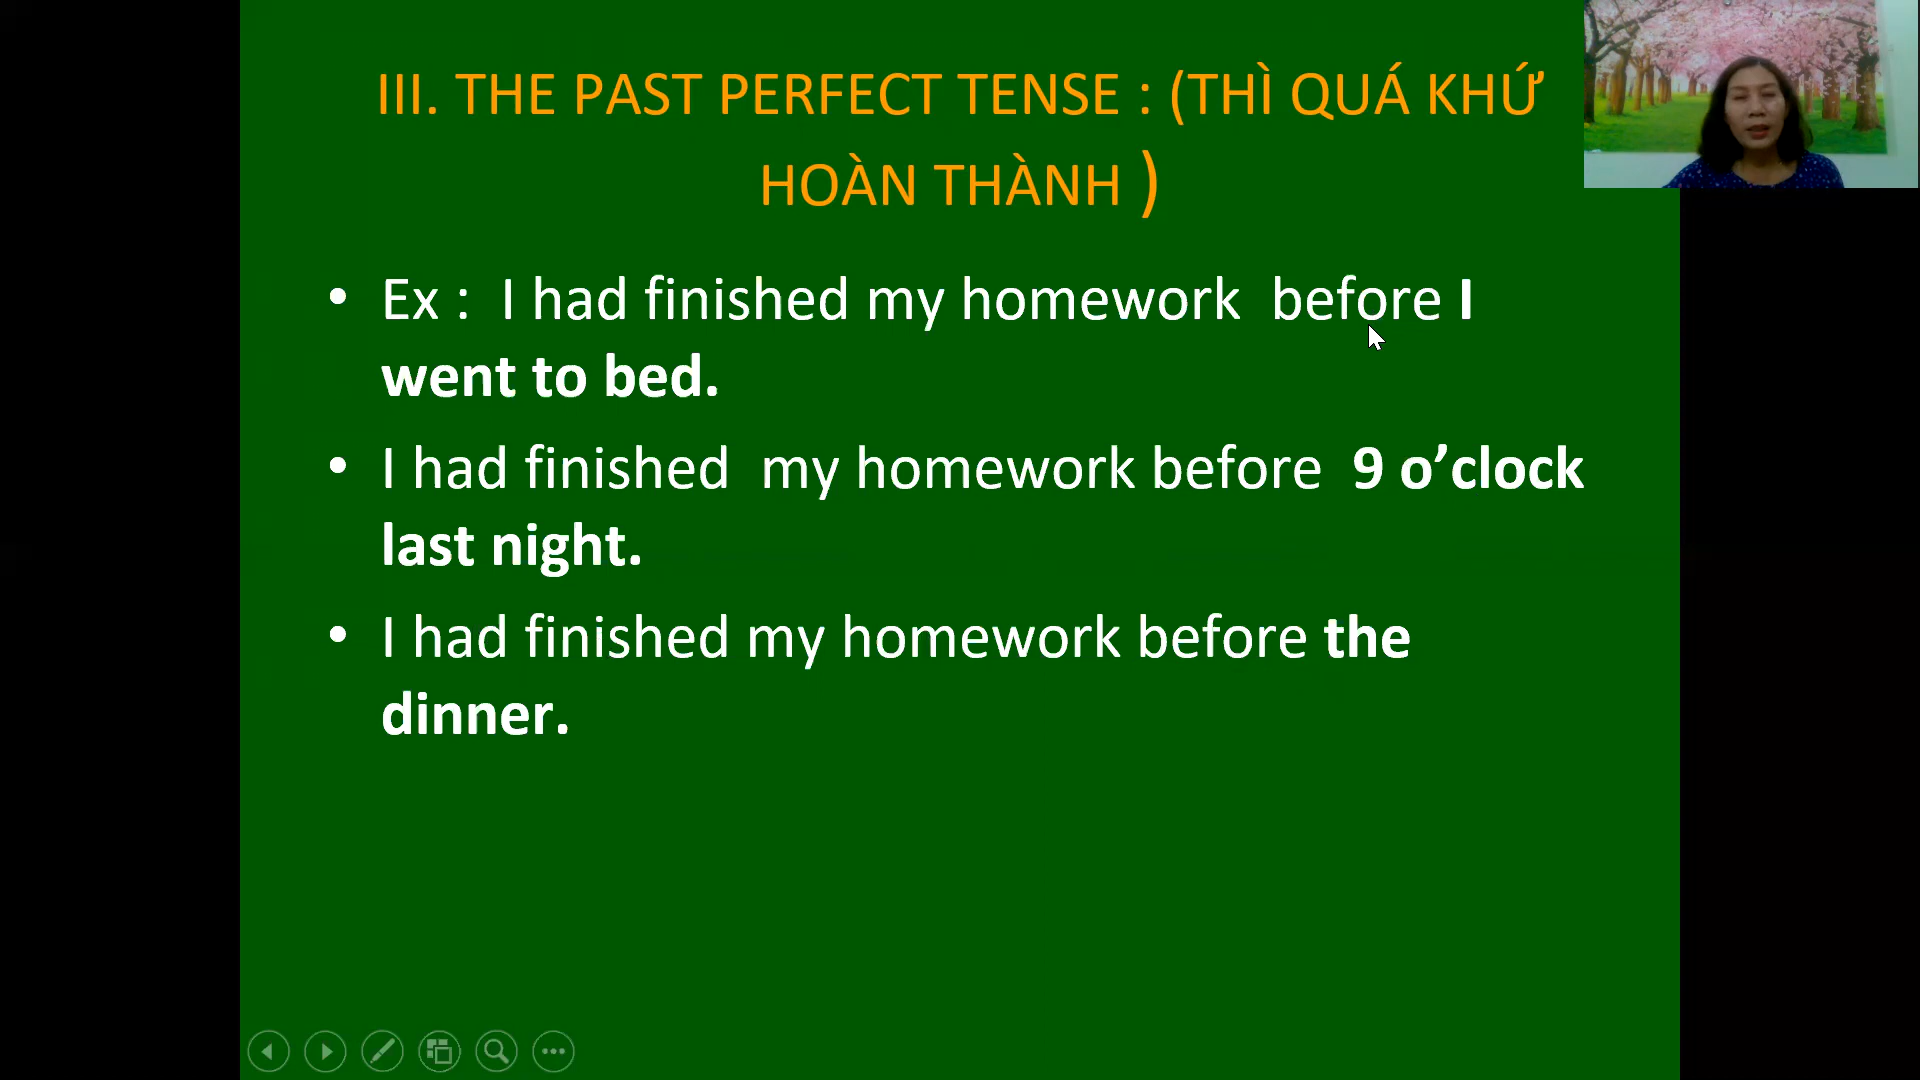 III. THE PAST PERFECT TENSE : (THÌ QUÁ KHỨ
HOÀN THÀNH )
• Ex :  I had finished my homework  before I
went to bed.
• I had finished  my homework before  9 o’clock
last night.
• I had finished my homework before the
dinner.